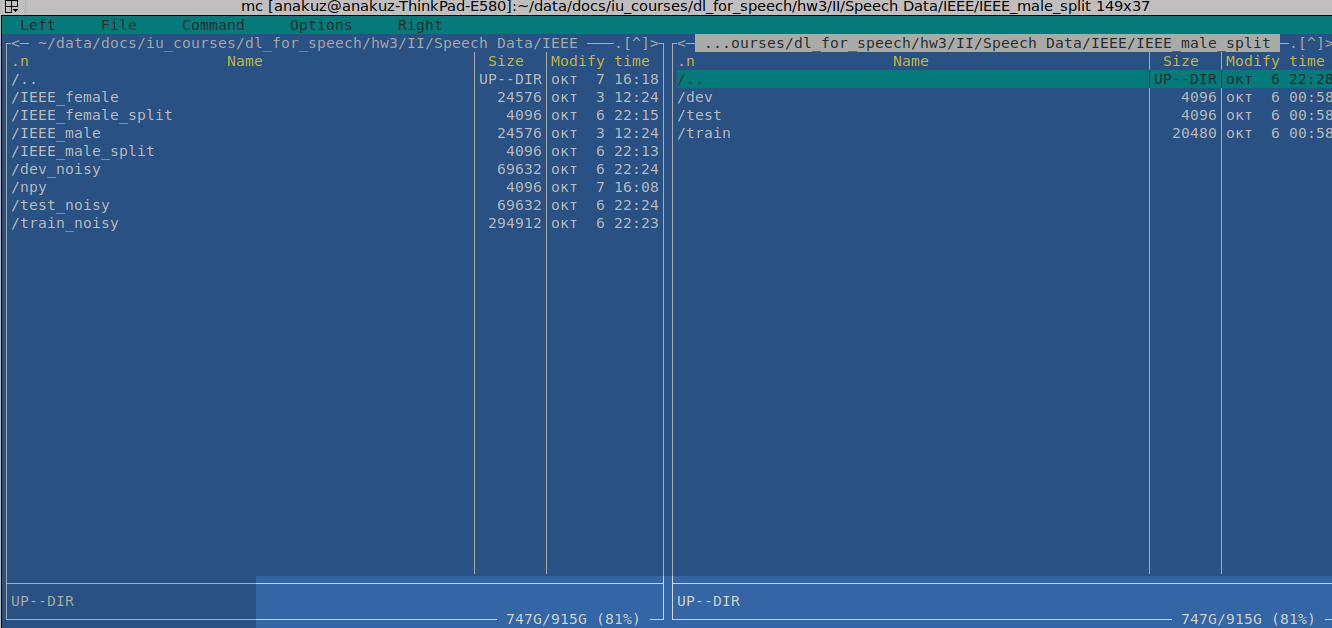 mc [anakuz@anakuz-ThinkPad-E580]:~/data/docs/iu_courses/dl_for_speech/hw3/II/Speech Data/IEEE/IEEE_male_split 149x37
Left File Command Options Right
<─ ~/data/docs/iu_courses/dl_for_speech/hw3/II/Speech Data/IEEE ───.[^]>
.n Name Size Modify time
/.. UP--DIR окт 7 16:18
/IEEE_female 24576 окт 3 12:24
/IEEE_female_split 4096 окт 6 22:15
/IEEE_male 24576 окт 3 12:24
/IEEE_male_split 4096 окт 6 22:13
/dev_noisy 69632 окт 6 22:24
/npy 4096 окт 7 16:08
/test_noisy 69632 окт 6 22:24
/train_noisy 294912 окт 6 22:23
UP--DIR
747G/915G (81%)
<─ ...ourses/dl_for_speech/hw3/II/Speech Data/IEEE/IEEE_male_split ─.[^]>
.n Name Size Modify time
/.. UP--DIR окт 6 22:28
/dev 4096 окт 6 00:58
/test 4096 окт 6 00:58
/train 20480 окт 6 00:58
UP--DIR
747G/915G (81%)